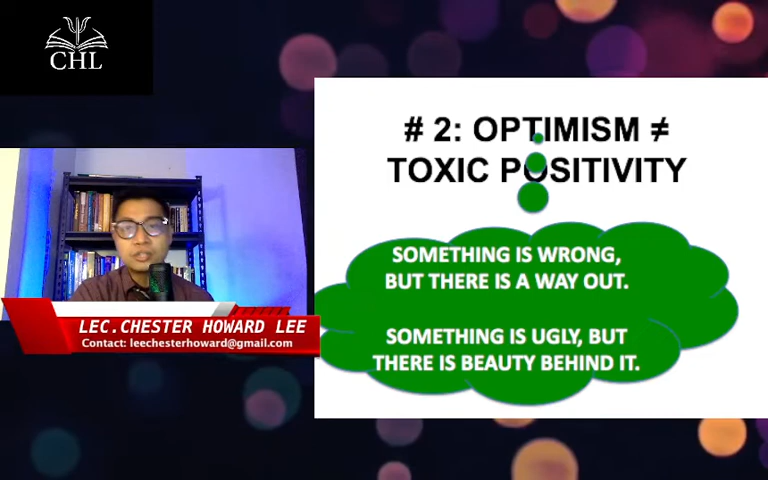 CHL
# 2: OPTIMISM ≠
TOXIC POSITIVITY
SOMETHING IS WRONG,
BUT THERE IS A WAY OUT.
SOMETHING IS UGLY, BUT
THERE IS BEAUTY BEHIND IT.
LEC.CHESTER HOWARD LEE
Contact: leechesterhoward@gmail.com